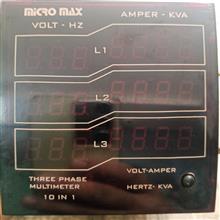 MICRO MAX
AMPER - KVA
VOLT - HZ
L1
L2
L3
THREE PHASE
MULTIMETER
10 IN 1
VOLT-AMPER
HERTZ- KVA